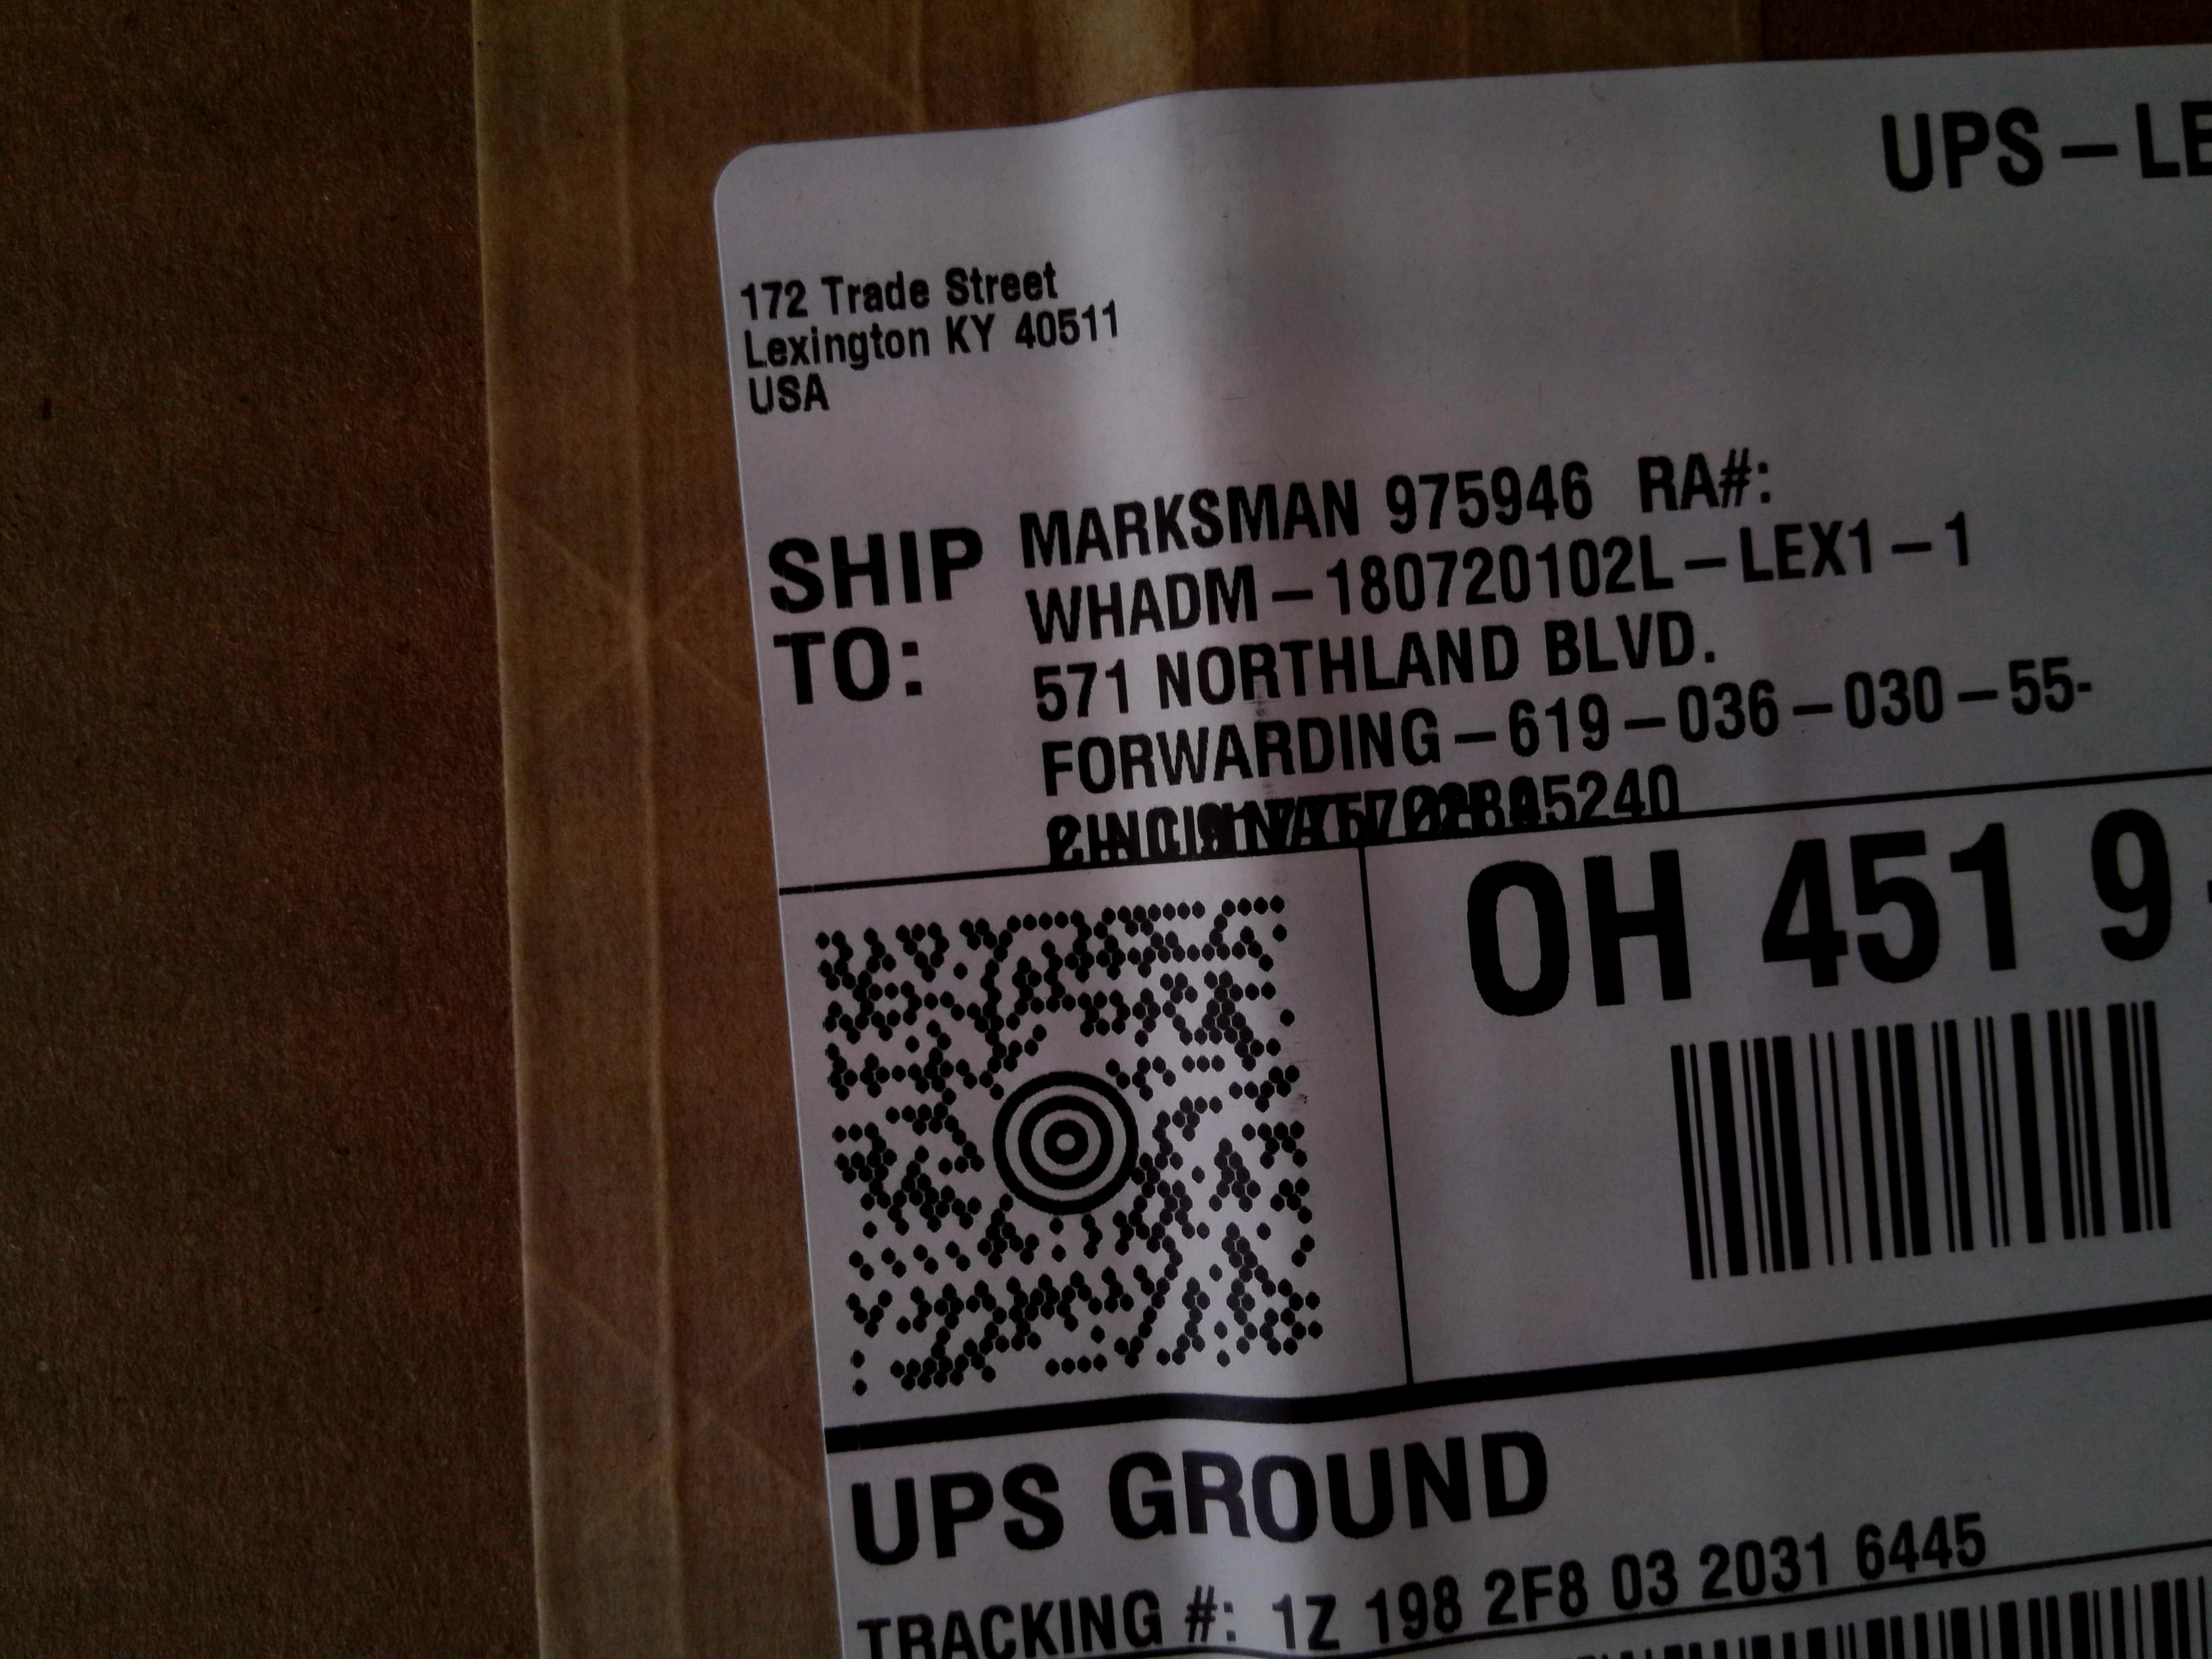 UPS – LE
172 Trade Street
Lexington KY 40511
USA
SHIP TO:
MARKSMAN 975946 RA#:
WHADM – 180720102L – LEX1 – 1
571 NORTHLAND BLVD.
FORWARDING – 619 – 036 – 030 – 55-
45240
OH 451 9
UPS GROUND
TRACKING #: 1Z 198 2F8 03 2031 6445